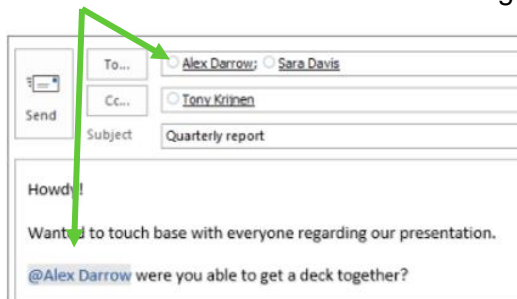 To... Alex Darrow; Sara Davis
Send
Cc... Tony Krijnen
Subject Quarterly report
Howdy!
Wanted to touch base with everyone regarding our presentation.
@Alex Darrow were you able to get a deck together?